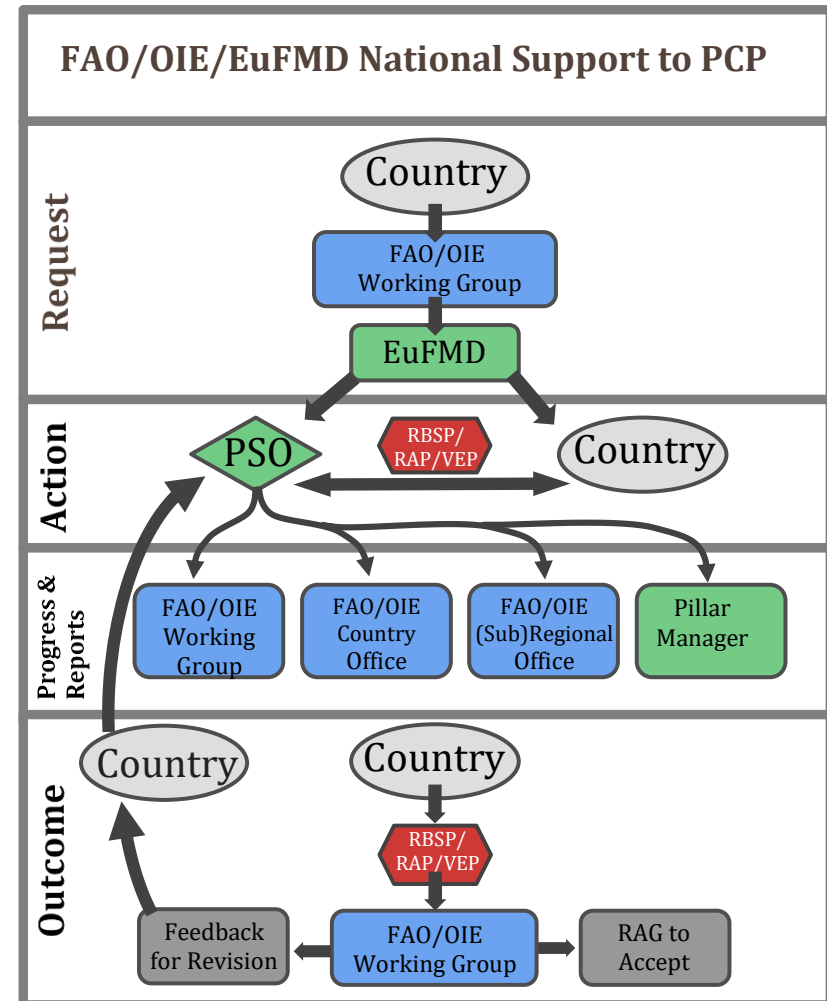 FAO/OIE/EuFMD National Support to PCP
Request
Country
FAO/OIE
Working Group
EuFMD
Action
PSO
RBSP/
RAP/VEP
Country
Progress &
Reports
FAO/OIE
Working
Group
FAO/OIE
Country
Office
FAO/OIE
(Sub)Regional
Office
Pillar
Manager
Outcome
Country
Country
RBSP/
RAP/VEP
Feedback
for Revision
FAO/OIE
Working Group
RAG to
Accept